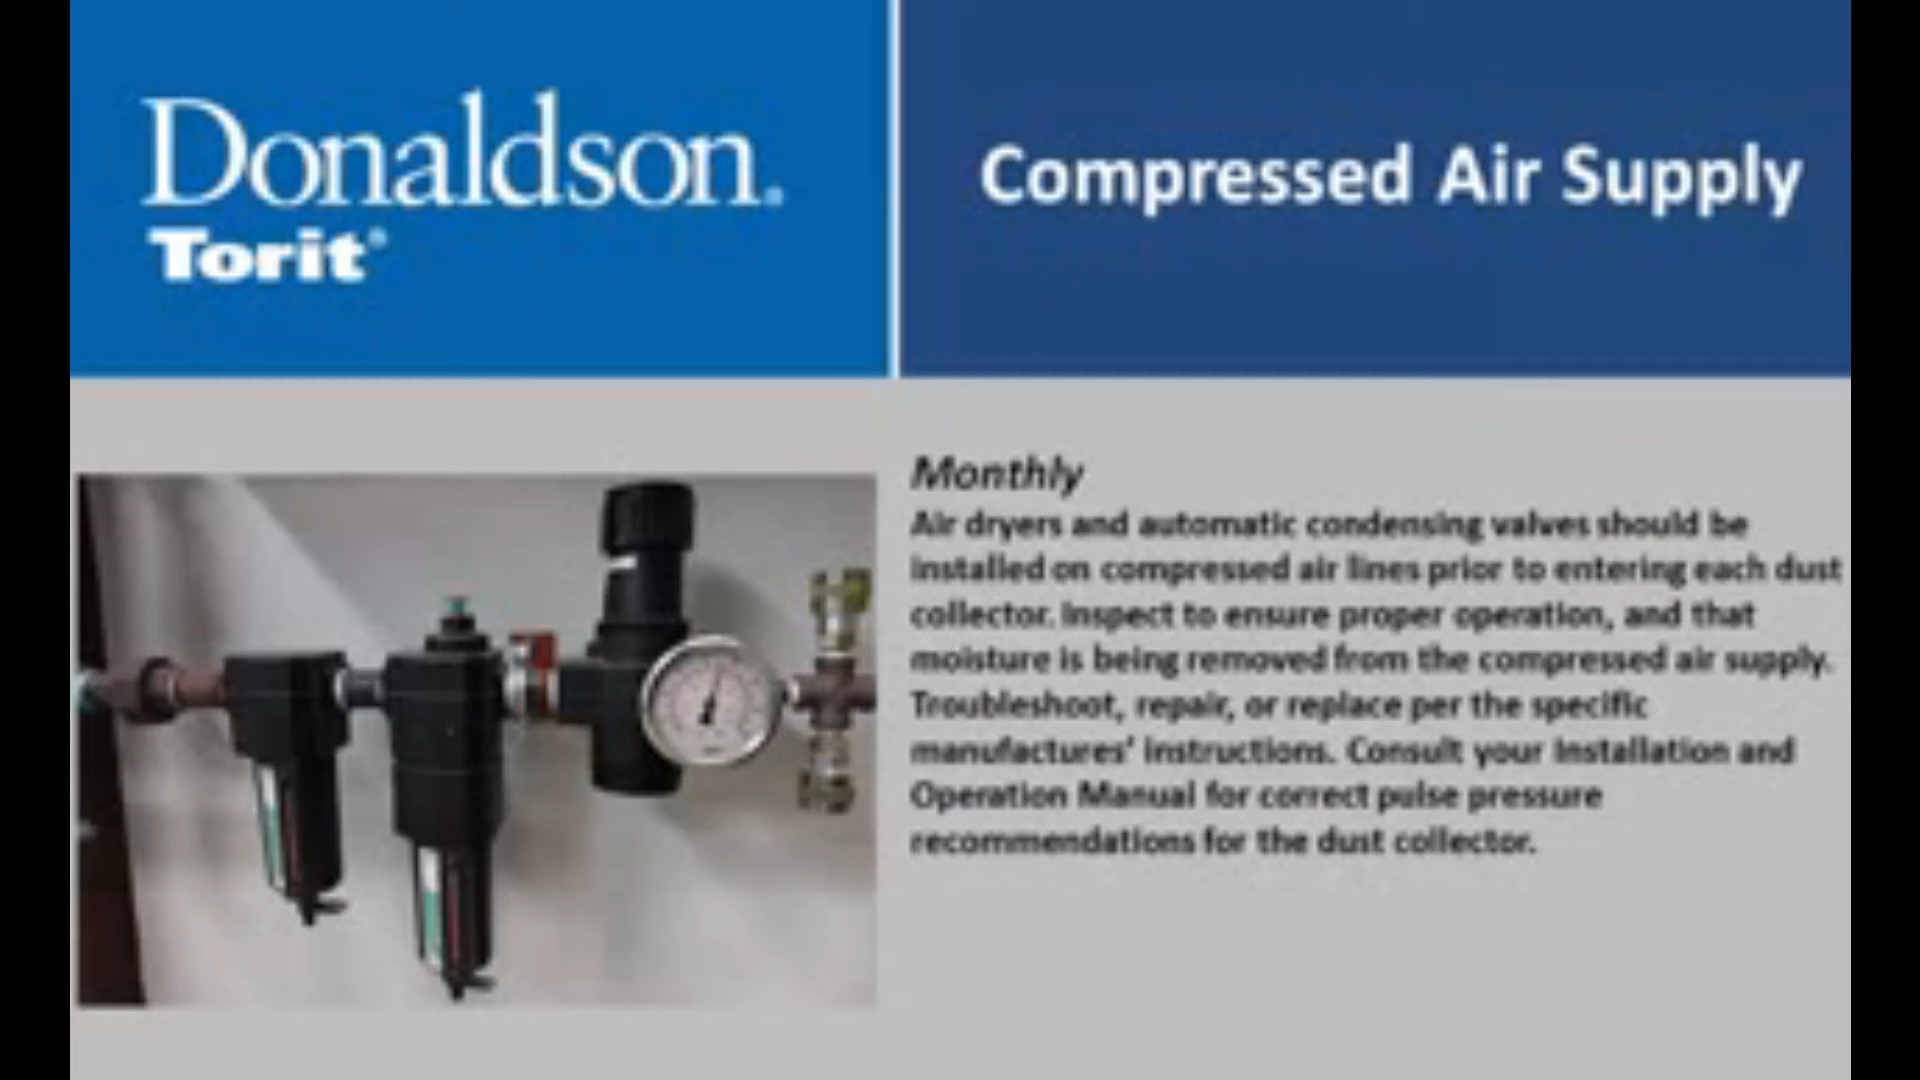 Donaldson.
Torit®
Compressed Air Supply
Monthly
Air dryers and automatic condensing valves should be
installed on compressed air lines prior to entering each dust
collector. Inspect to ensure proper operation, and that
moisture is being removed from the compressed air supply.
Troubleshoot, repair, or replace per the specific
manufactures' instructions. Consult your Installation and
Operation Manual for correct pulse pressure
recommendations for the dust collector.